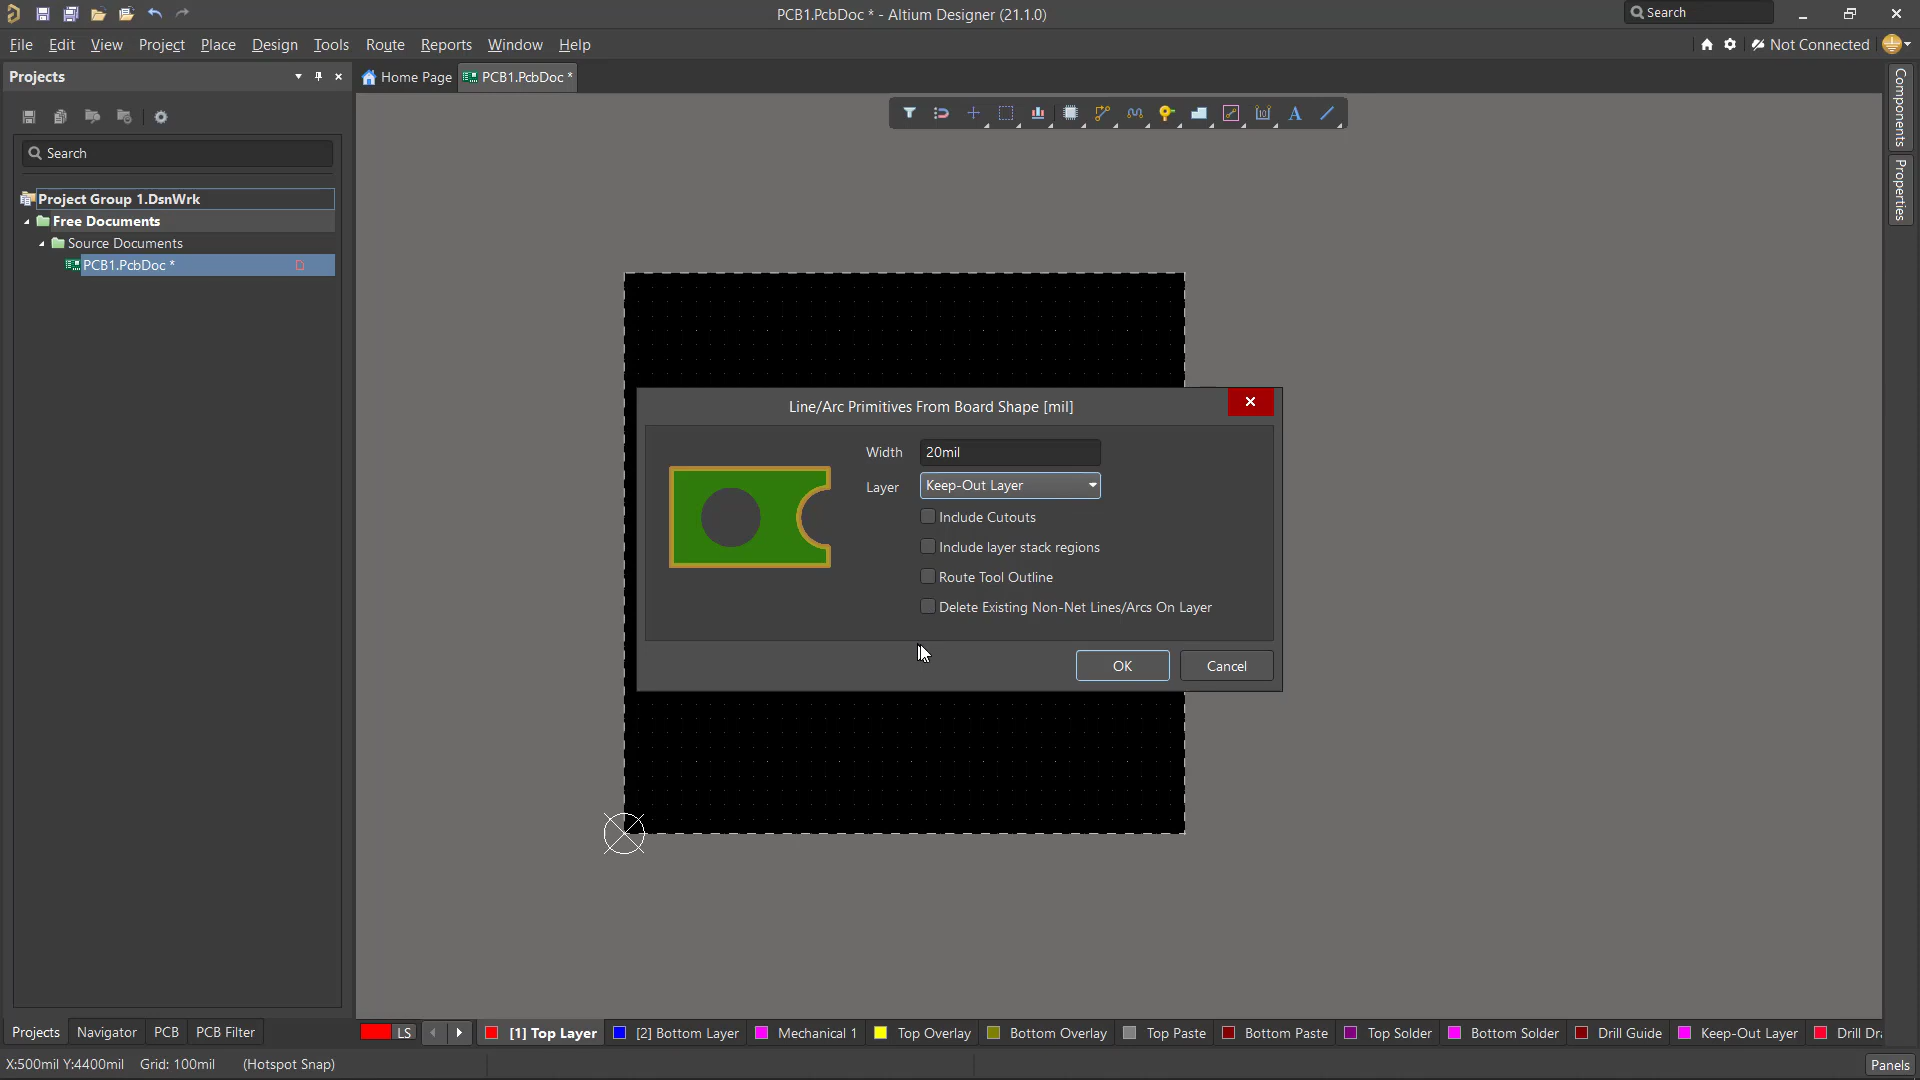 PCB1.PcbDoc * - Altium Designer (21.1.0)
Search
File Edit View Project Place Design Tools Route Reports Window Help
Not Connected
Projects
Home Page
PCB1.PcbDoc *
Search
Project Group 1.DsnWrk
Free Documents
Source Documents
PCB1.PcbDoc *
Components
Properties
Line/Arc Primitives From Board Shape [mil]
Width 20mil
Layer Keep-Out Layer
Include Cutouts
Include layer stack regions
Route Tool Outline
Delete Existing Non-Net Lines/Arcs On Layer
OK Cancel
Projects Navigator PCB PCB Filter
LS [1] Top Layer [2] Bottom Layer Mechanical 1 Top Overlay Bottom Overlay Top Paste Bottom Paste Top Solder Bottom Solder Drill Guide Keep-Out Layer Drill Dr
X:500mil Y:4400mil Grid: 100mil (Hotspot Snap)
Panels